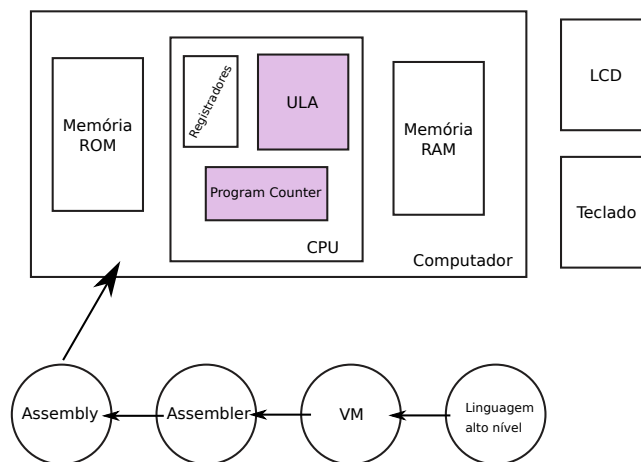 Memória
ROM
Registradores
ULA
Program Counter
CPU
Memória
RAM
Computador
LCD
Teclado
Assembly
Assembler
VM
Linguagem
alto nível